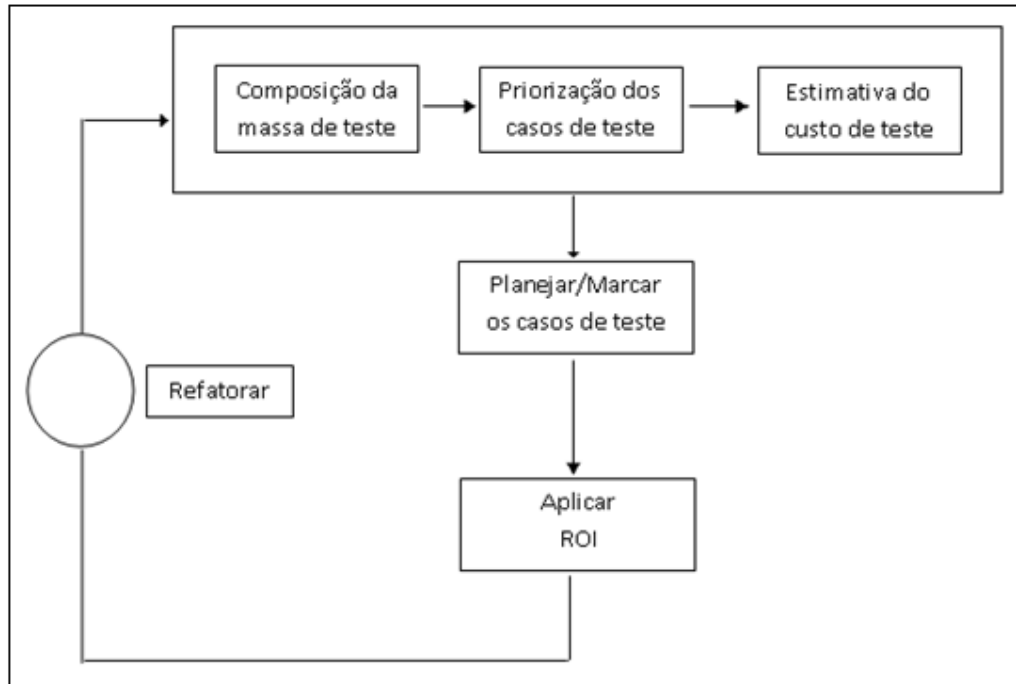 Composição da
massa de teste
Priorização dos
casos de teste
Estimativa do
custo de teste
Planejar/Marcar
os casos de teste
Refatorar
Aplicar
ROI